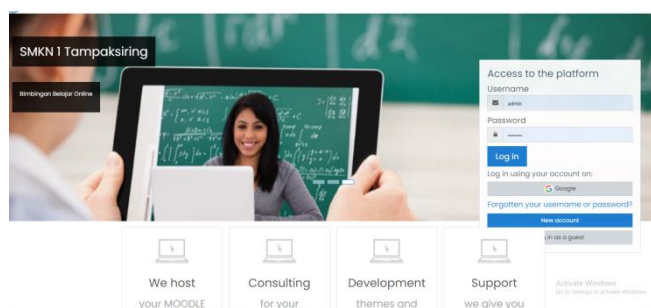 SMKN 1 Tampaksiring
Bimbingan Belajar Online
Access to the platform
Username
admin
Password
Log in
Log in using your account on:
Google
Forgotten your username or password?
New account
in as a guest
We host
your MOODLE
Consulting
for your
Development
themes and
Support
we give you
Activate Windows
Go to Settings to activate Windows.